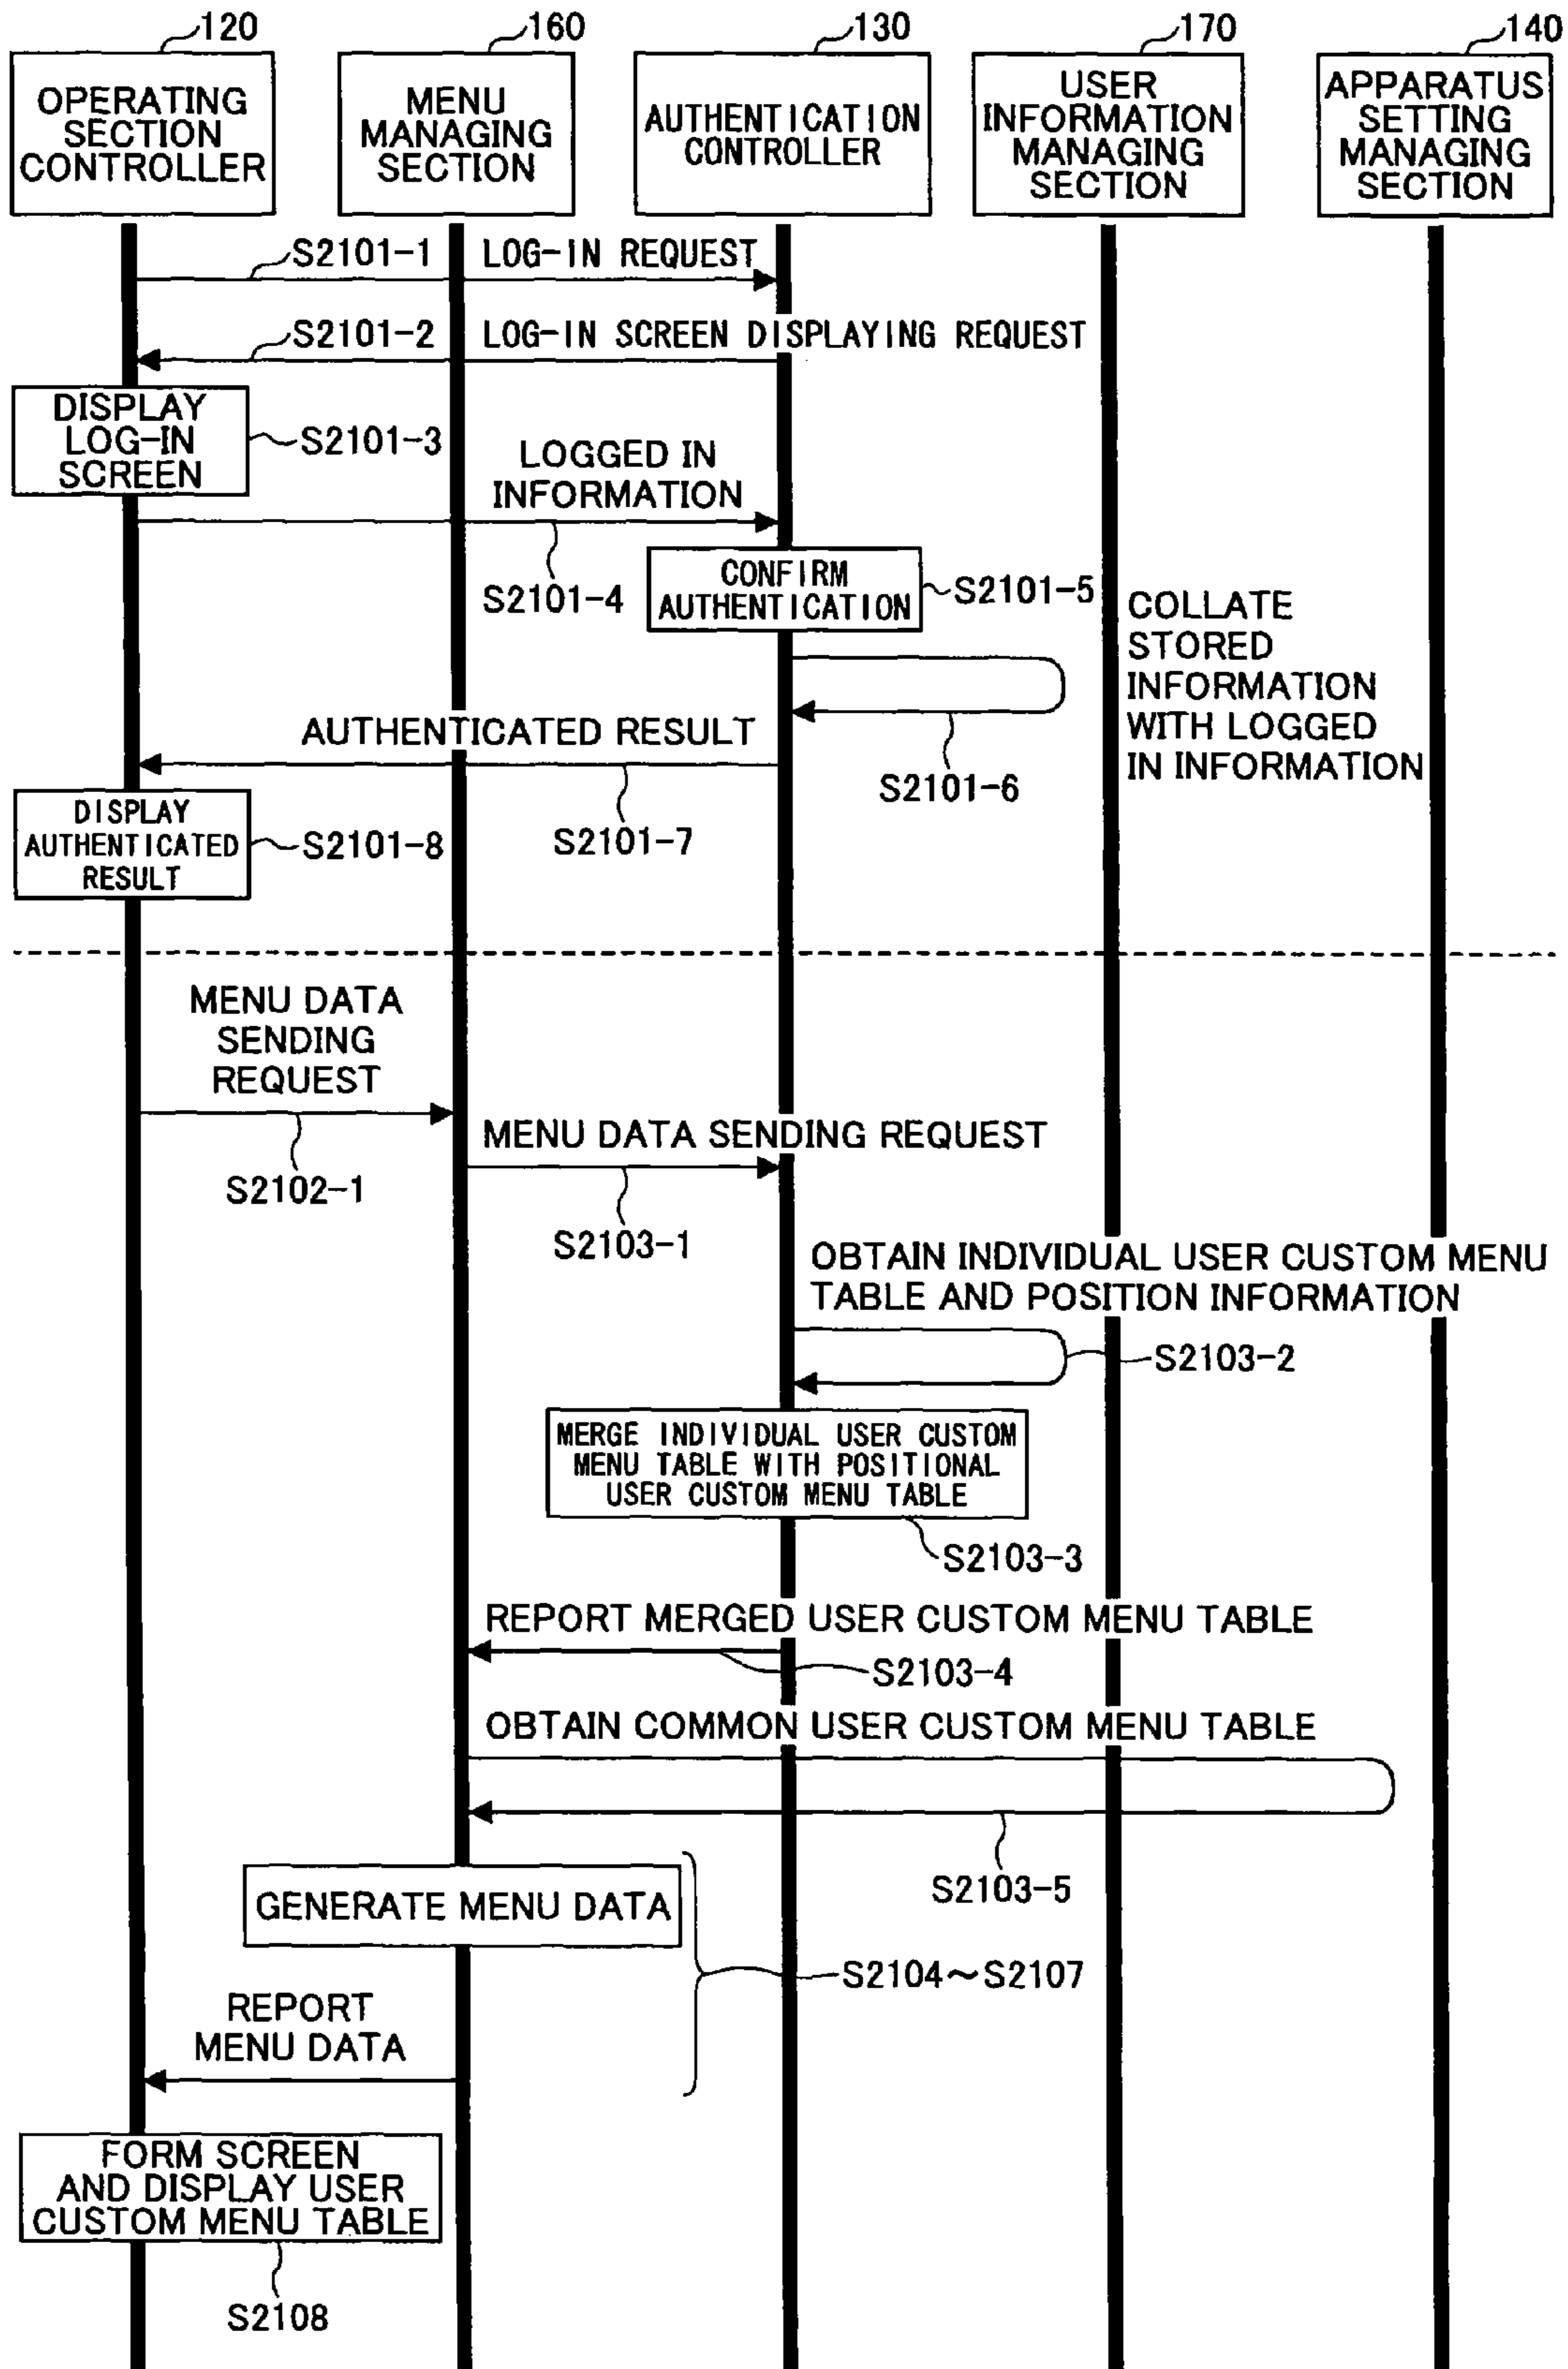 120
160
130
170
140
OPERATING
SECTION
CONTROLLER
MENU
MANAGING
SECTION
AUTHENTICATION
CONTROLLER
USER
INFORMATION
MANAGING
SECTION
APPARATUS
SETTING
MANAGING
SECTION
S2101-1
LOG-IN REQUEST
S2101-2
LOG-IN SCREEN DISPLAYING REQUEST
DISPLAY
LOG-IN
SCREEN
S2101-3
LOGGED IN
INFORMATION
S2101-4
CONFIRM
AUTHENTICATION
S2101-5
COLLATE
STORED
INFORMATION
WITH LOGGED
IN INFORMATION
S2101-6
AUTHENTICATED RESULT
S2101-7
DISPLAY
AUTHENTICATED
RESULT
S2101-8
MENU DATA
SENDING
REQUEST
S2102-1
MENU DATA SENDING REQUEST
S2103-1
OBTAIN INDIVIDUAL USER CUSTOM MENU
TABLE AND POSITION INFORMATION
S2103-2
MERGE INDIVIDUAL USER CUSTOM
MENU TABLE WITH POSITIONAL
USER CUSTOM MENU TABLE
S2103-3
REPORT MERGED USER CUSTOM MENU TABLE
S2103-4
OBTAIN COMMON USER CUSTOM MENU TABLE
S2103-5
GENERATE MENU DATA
S2104～S2107
REPORT
MENU DATA
FORM SCREEN
AND DISPLAY USER
CUSTOM MENU TABLE
S2108